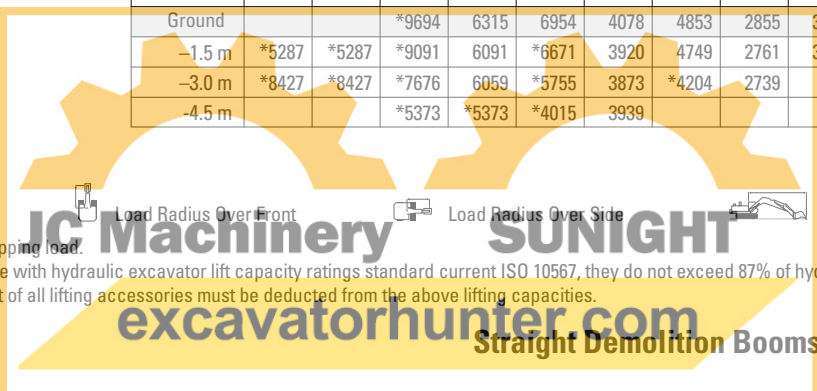 Ground *9694 6315 6954 4078 4853 2855
–1.5 m *5287 *5287 *9091 6091 *6671 3920 4749 2761
–3.0 m *8427 *8427 *7676 6059 *5755 3873 *4204 2739
-4.5 m *5373 *5373 *4015 3939
Load Radius Over Front Load Radius Over Side
JC Machinery SUNIGHT
load.
with hydraulic excavator lift capacity ratings standard current ISO 10567, they do not exceed 87% of
of all lifting accessories must be deducted from the above lifting capacities.
excavatorhunter.com
Straight Demolition Booms